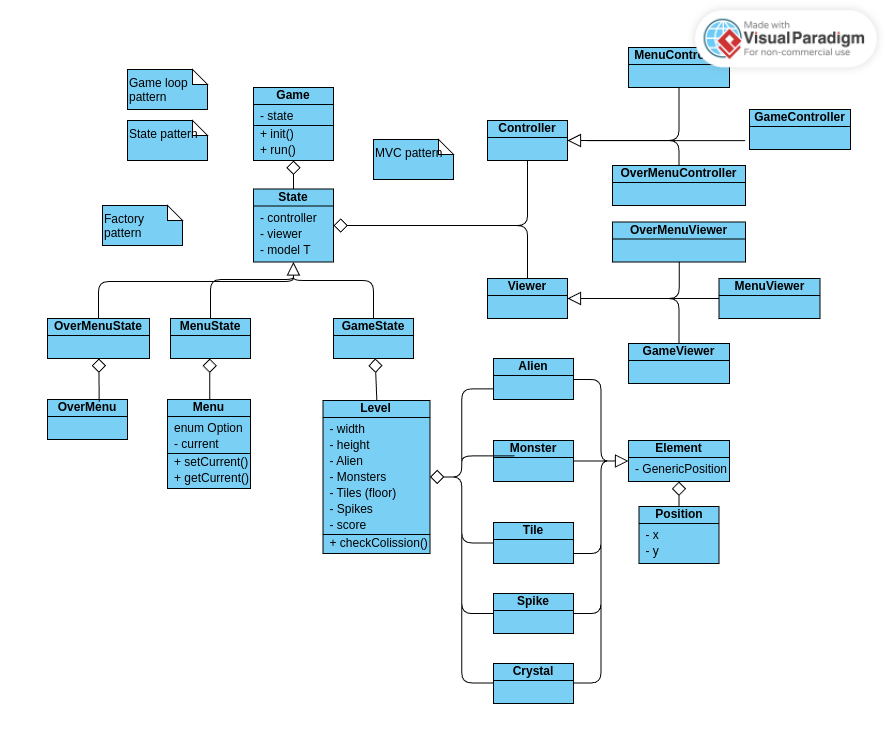 Made with
Visual Paradigm
For non-commercial use
Game loop
pattern
State pattern
Factory
pattern
MVC pattern
Game
- state
+ init()
+ run()
State
- controller
- viewer
- model T
Controller
GameController
OverMenuController
OverMenuViewer
Viewer
MenuViewer
GameViewer
OverMenuState
MenuState
GameState
OverMenu
Menu
enum Option
- current
+ setCurrent()
+ getCurrent()
Level
- width
- height
- Alien
- Monsters
- Tiles (floor)
- Spikes
- score
+ checkColission()
Alien
Monster
Tile
Spike
Crystal
Element
- GenericPosition
Position
- x
- y